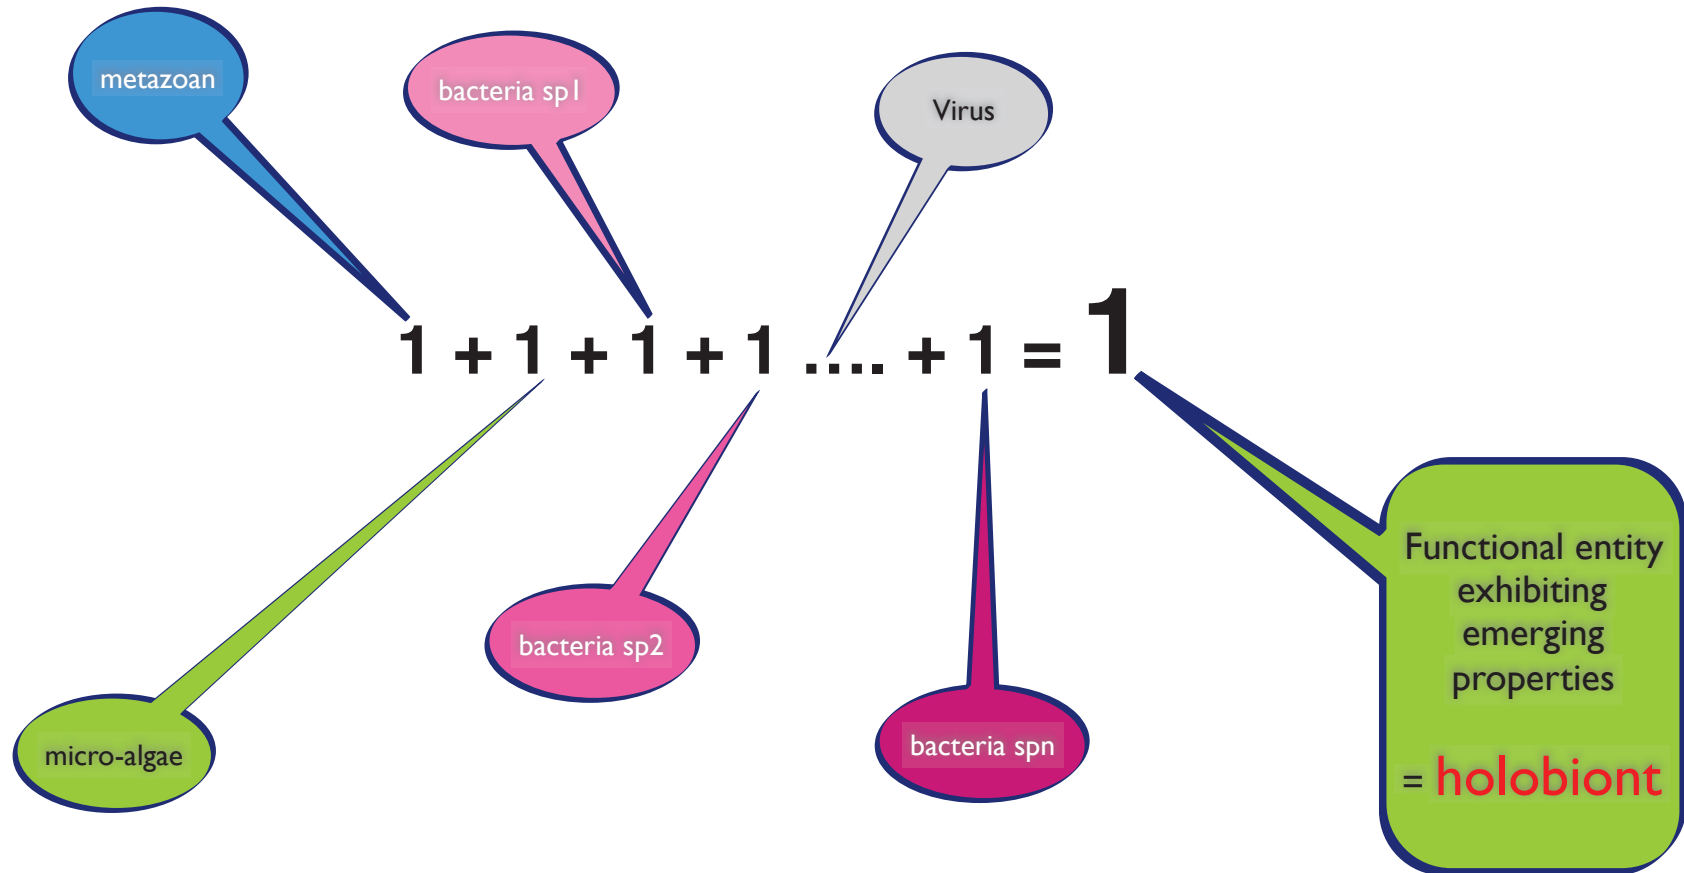 metazoan
bacteria sp1
Virus
1 + 1 + 1 + 1 .... + 1 = 1
micro-algae
bacteria sp2
bacteria spn
Functional entity
exhibiting
emerging
properties
= holobiont